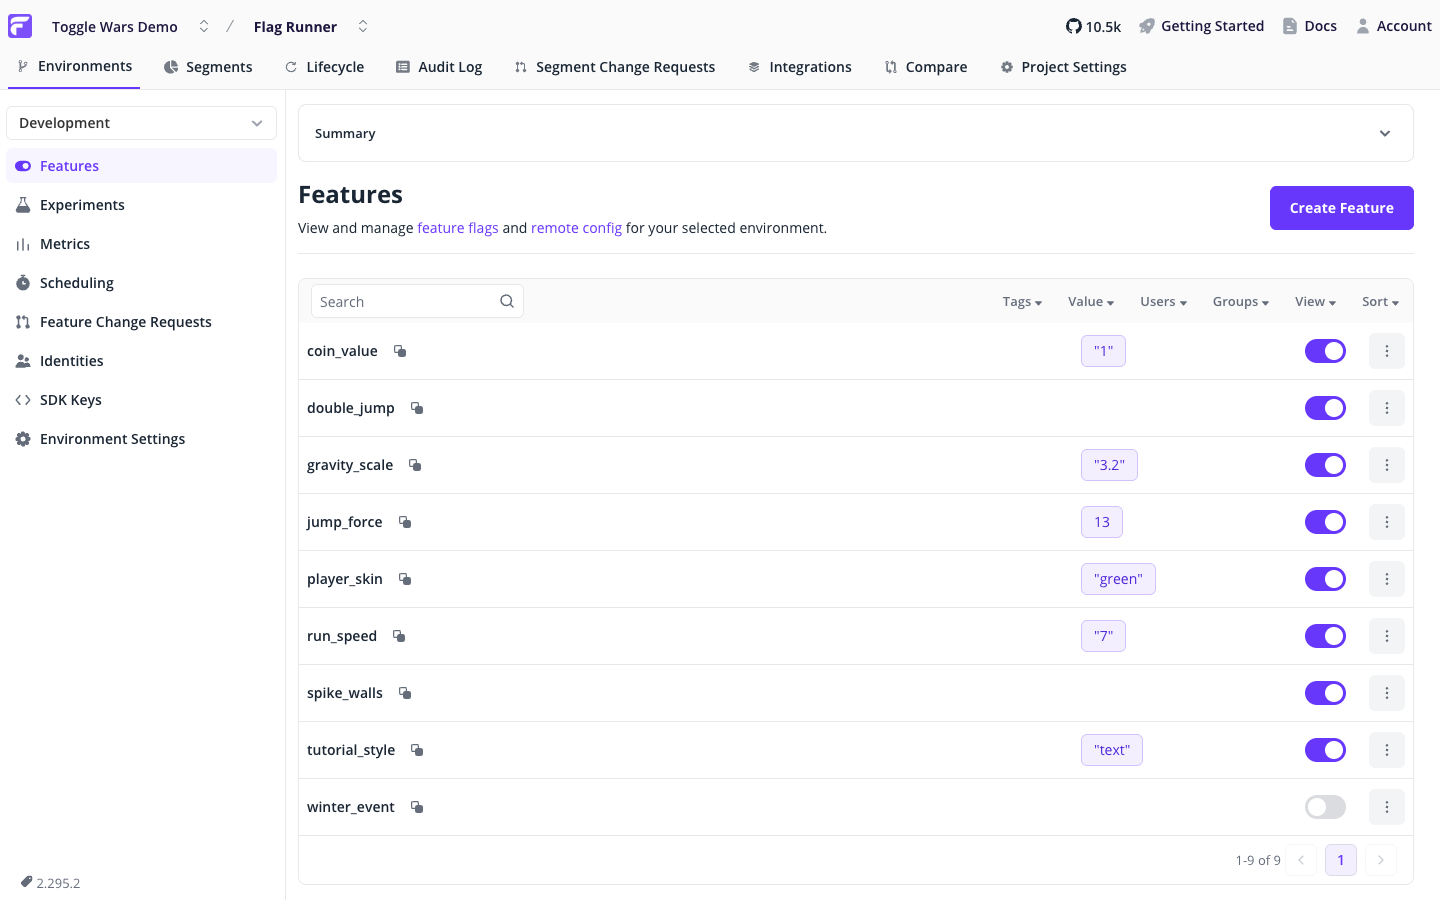 Toggle Wars Demo / Flag Runner 10.5k Getting Started Docs Account
Environments Segments Lifecycle Audit Log Segment Change Requests Integrations Compare Project Settings
Development
Features
Experiments
Metrics
Scheduling
Feature Change Requests
Identities
SDK Keys
Environment Settings
2.295.2
Summary
Features
Create Feature
View and manage feature flags and remote config for your selected environment.
Search Tags Value Users Groups View Sort
coin_value "1"
double_jump
gravity_scale "3.2"
jump_force 13
player_skin "green"
run_speed "7"
spike_walls
tutorial_style "text"
winter_event
1-9 of 9 1